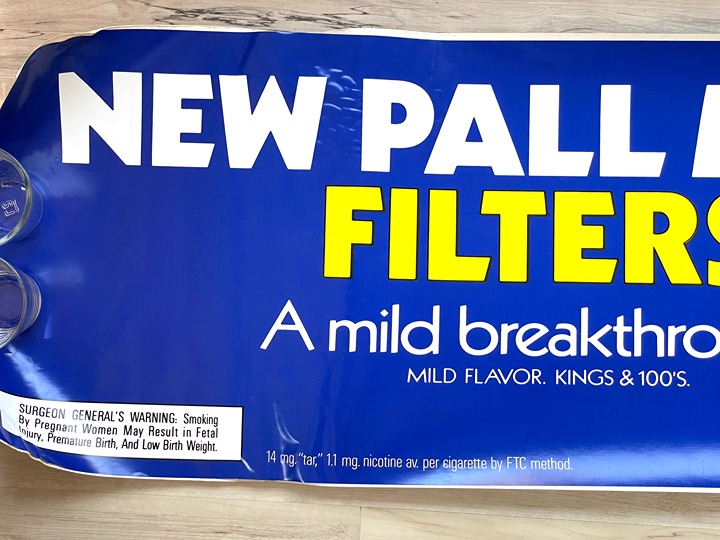 NEW PALL
FILTERS
A mild breakthro
MILD FLAVOR. KINGS & 100'S.
SURGEON GENERAL'S WARNING: Smoking
By Pregnant Women May Result in Fetal
Injury, Premature Birth, And Low Birth Weight.
14 mg. "tar," 1.1 mg. nicotine av. per cigarette by FTC method.